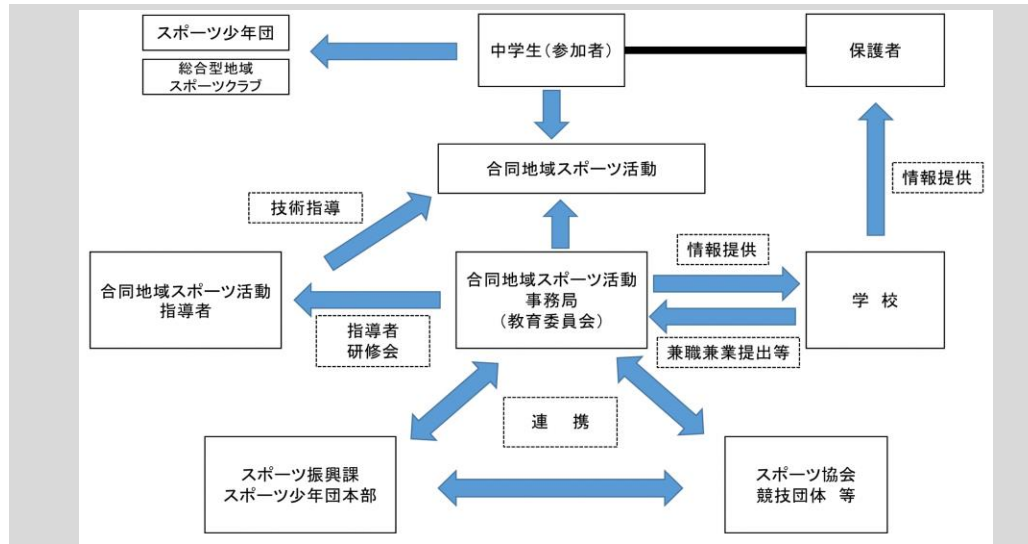 スポーツ少年団
総合型地域
スポーツクラブ
中学生(参加者)
保護者
合同地域スポーツ活動
情報提供
技術指導
情報提供
合同地域スポーツ活動
指導者
合同地域スポーツ活動
事務局
(教育委員会)
学 校
指導者
研修会
兼職兼業提出等
連 携
スポーツ振興課
スポーツ少年団本部
スポーツ協会
競技団体 等